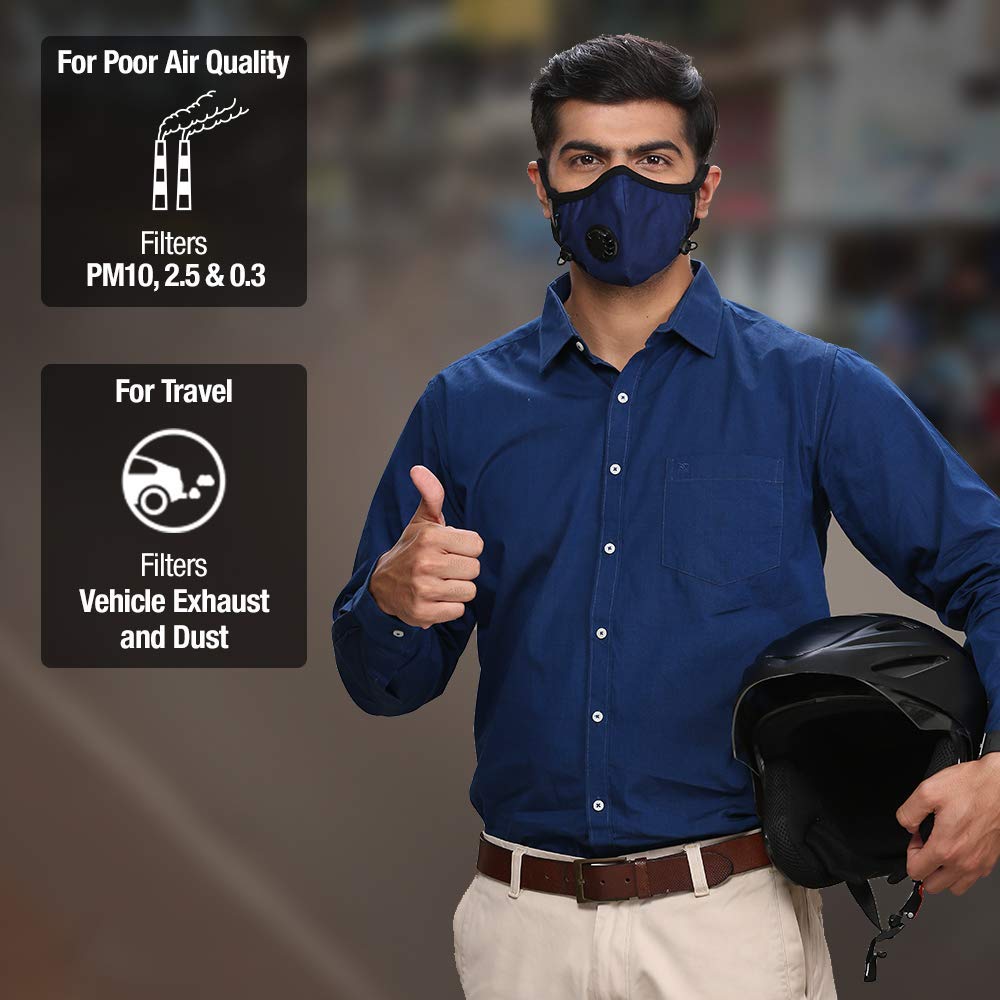 For Poor Air Quality
Filters
PM10, 2.5 & 0.3
For Travel
Filters
Vehicle Exhaust
and Dust